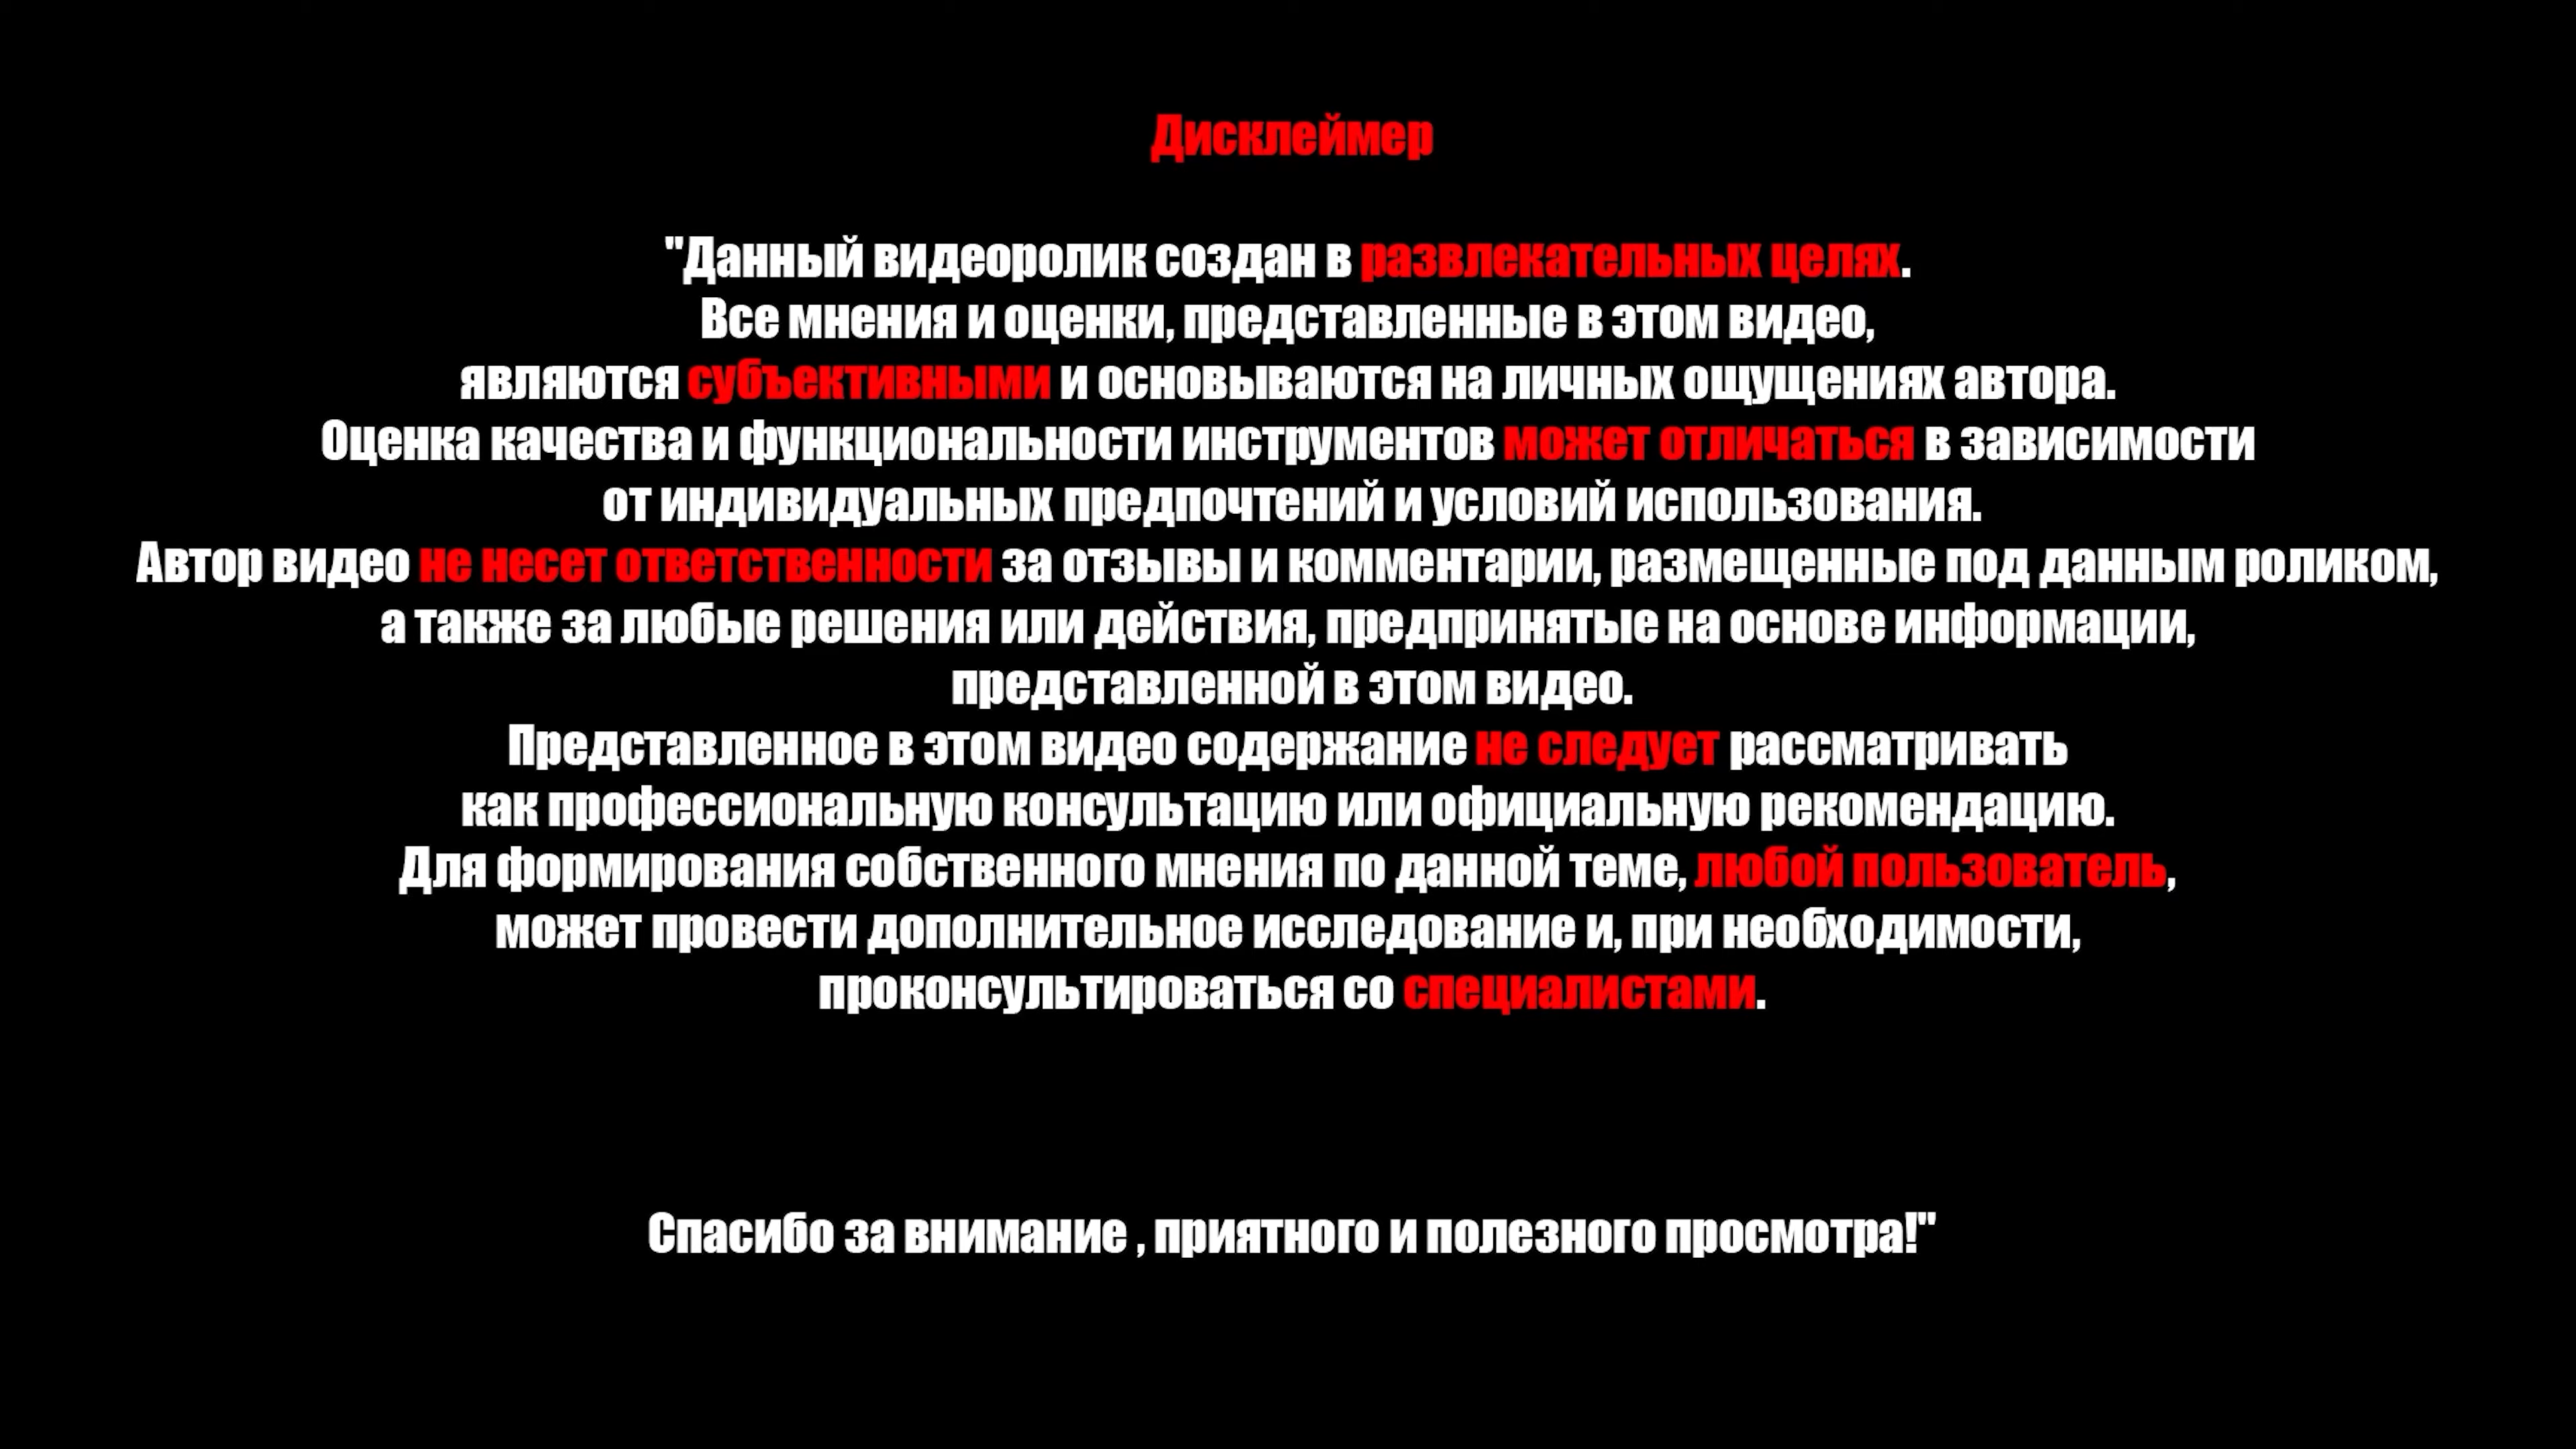 Дисклеймер
"Данный видеоролик создан в развлекательных целях.
Все мнения и оценки, представленные в этом видео,
являются субъективными и основываются на личных ощущениях автора.
Оценка качества и функциональности инструментов может отличаться в зависимости
от индивидуальных предпочтений и условий использования.
Автор видео не несет ответственности за отзывы и комментарии, размещенные под данным роликом,
а также за любые решения или действия, предпринятые на основе информации,
представленной в этом видео.
Представленное в этом видео содержание не следует рассматривать
как профессиональную консультацию или официальную рекомендацию.
Для формирования собственного мнения по данной теме, любой пользователь,
может провести дополнительное исследование и, при необходимости,
проконсультироваться со специалистами.
Спасибо за внимание , приятного и полезного просмотра!"